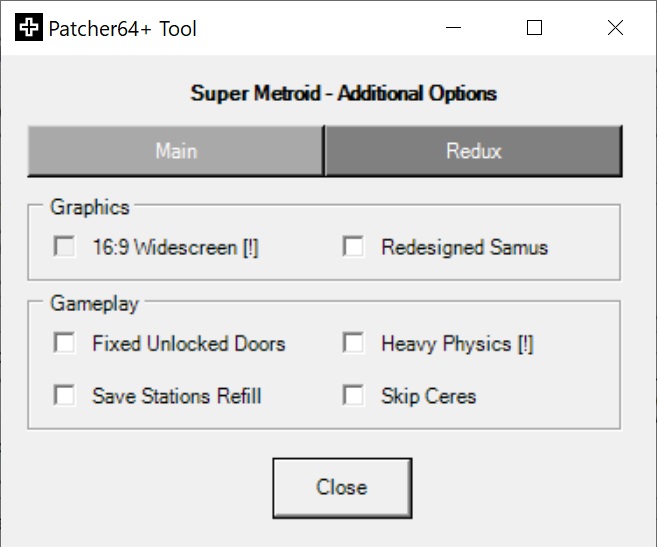 Patcher64+ Tool
Super Metroid - Additional Options
Main Redux
Graphics
16:9 Widescreen [!] Redesigned Samus
Gameplay
Fixed Unlocked Doors Heavy Physics [!]
Save Stations Refill Skip Ceres
Close